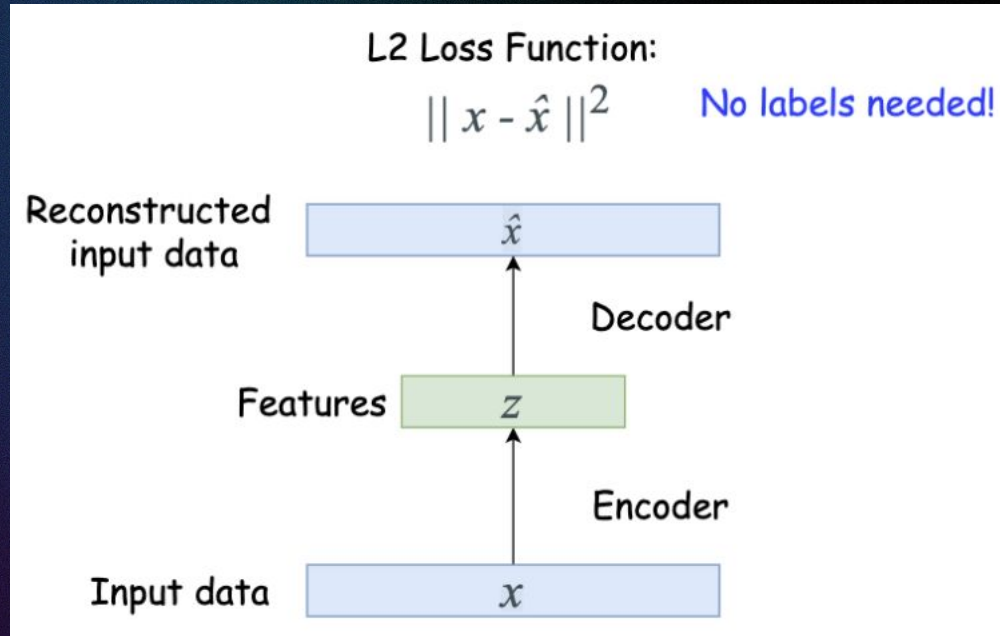 L2 Loss Function:
|| x - x̂ ||²
No labels needed!
Reconstructed
input data
x̂
Decoder
Features
z
Encoder
Input data
x